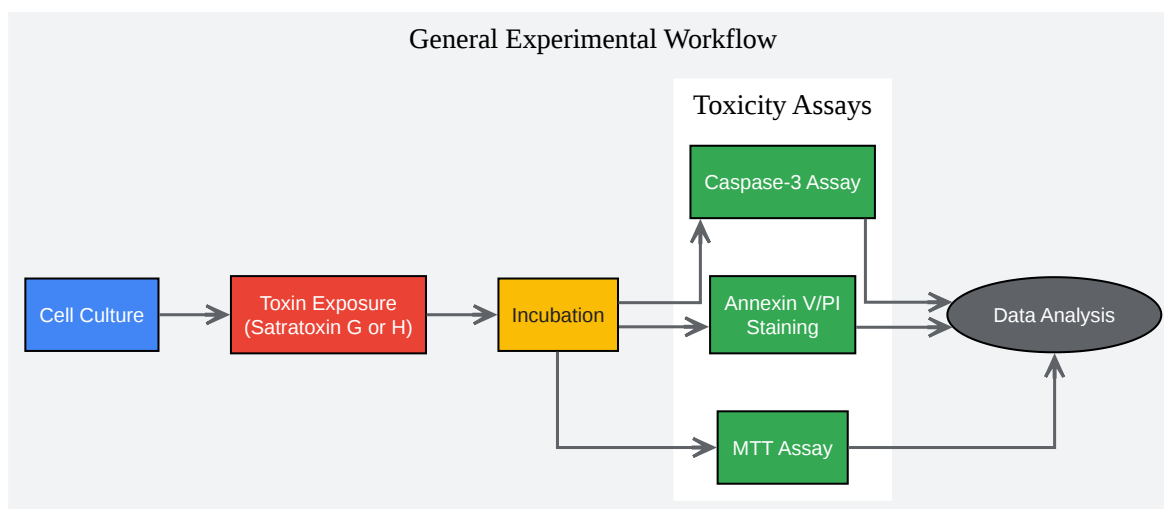 General Experimental Workflow
Toxicity Assays
Caspase-3 Assay
Cell Culture
Toxin Exposure
(Satratoxin G or H)
Incubation
Annexin V/PI
Staining
Data Analysis
MTT Assay